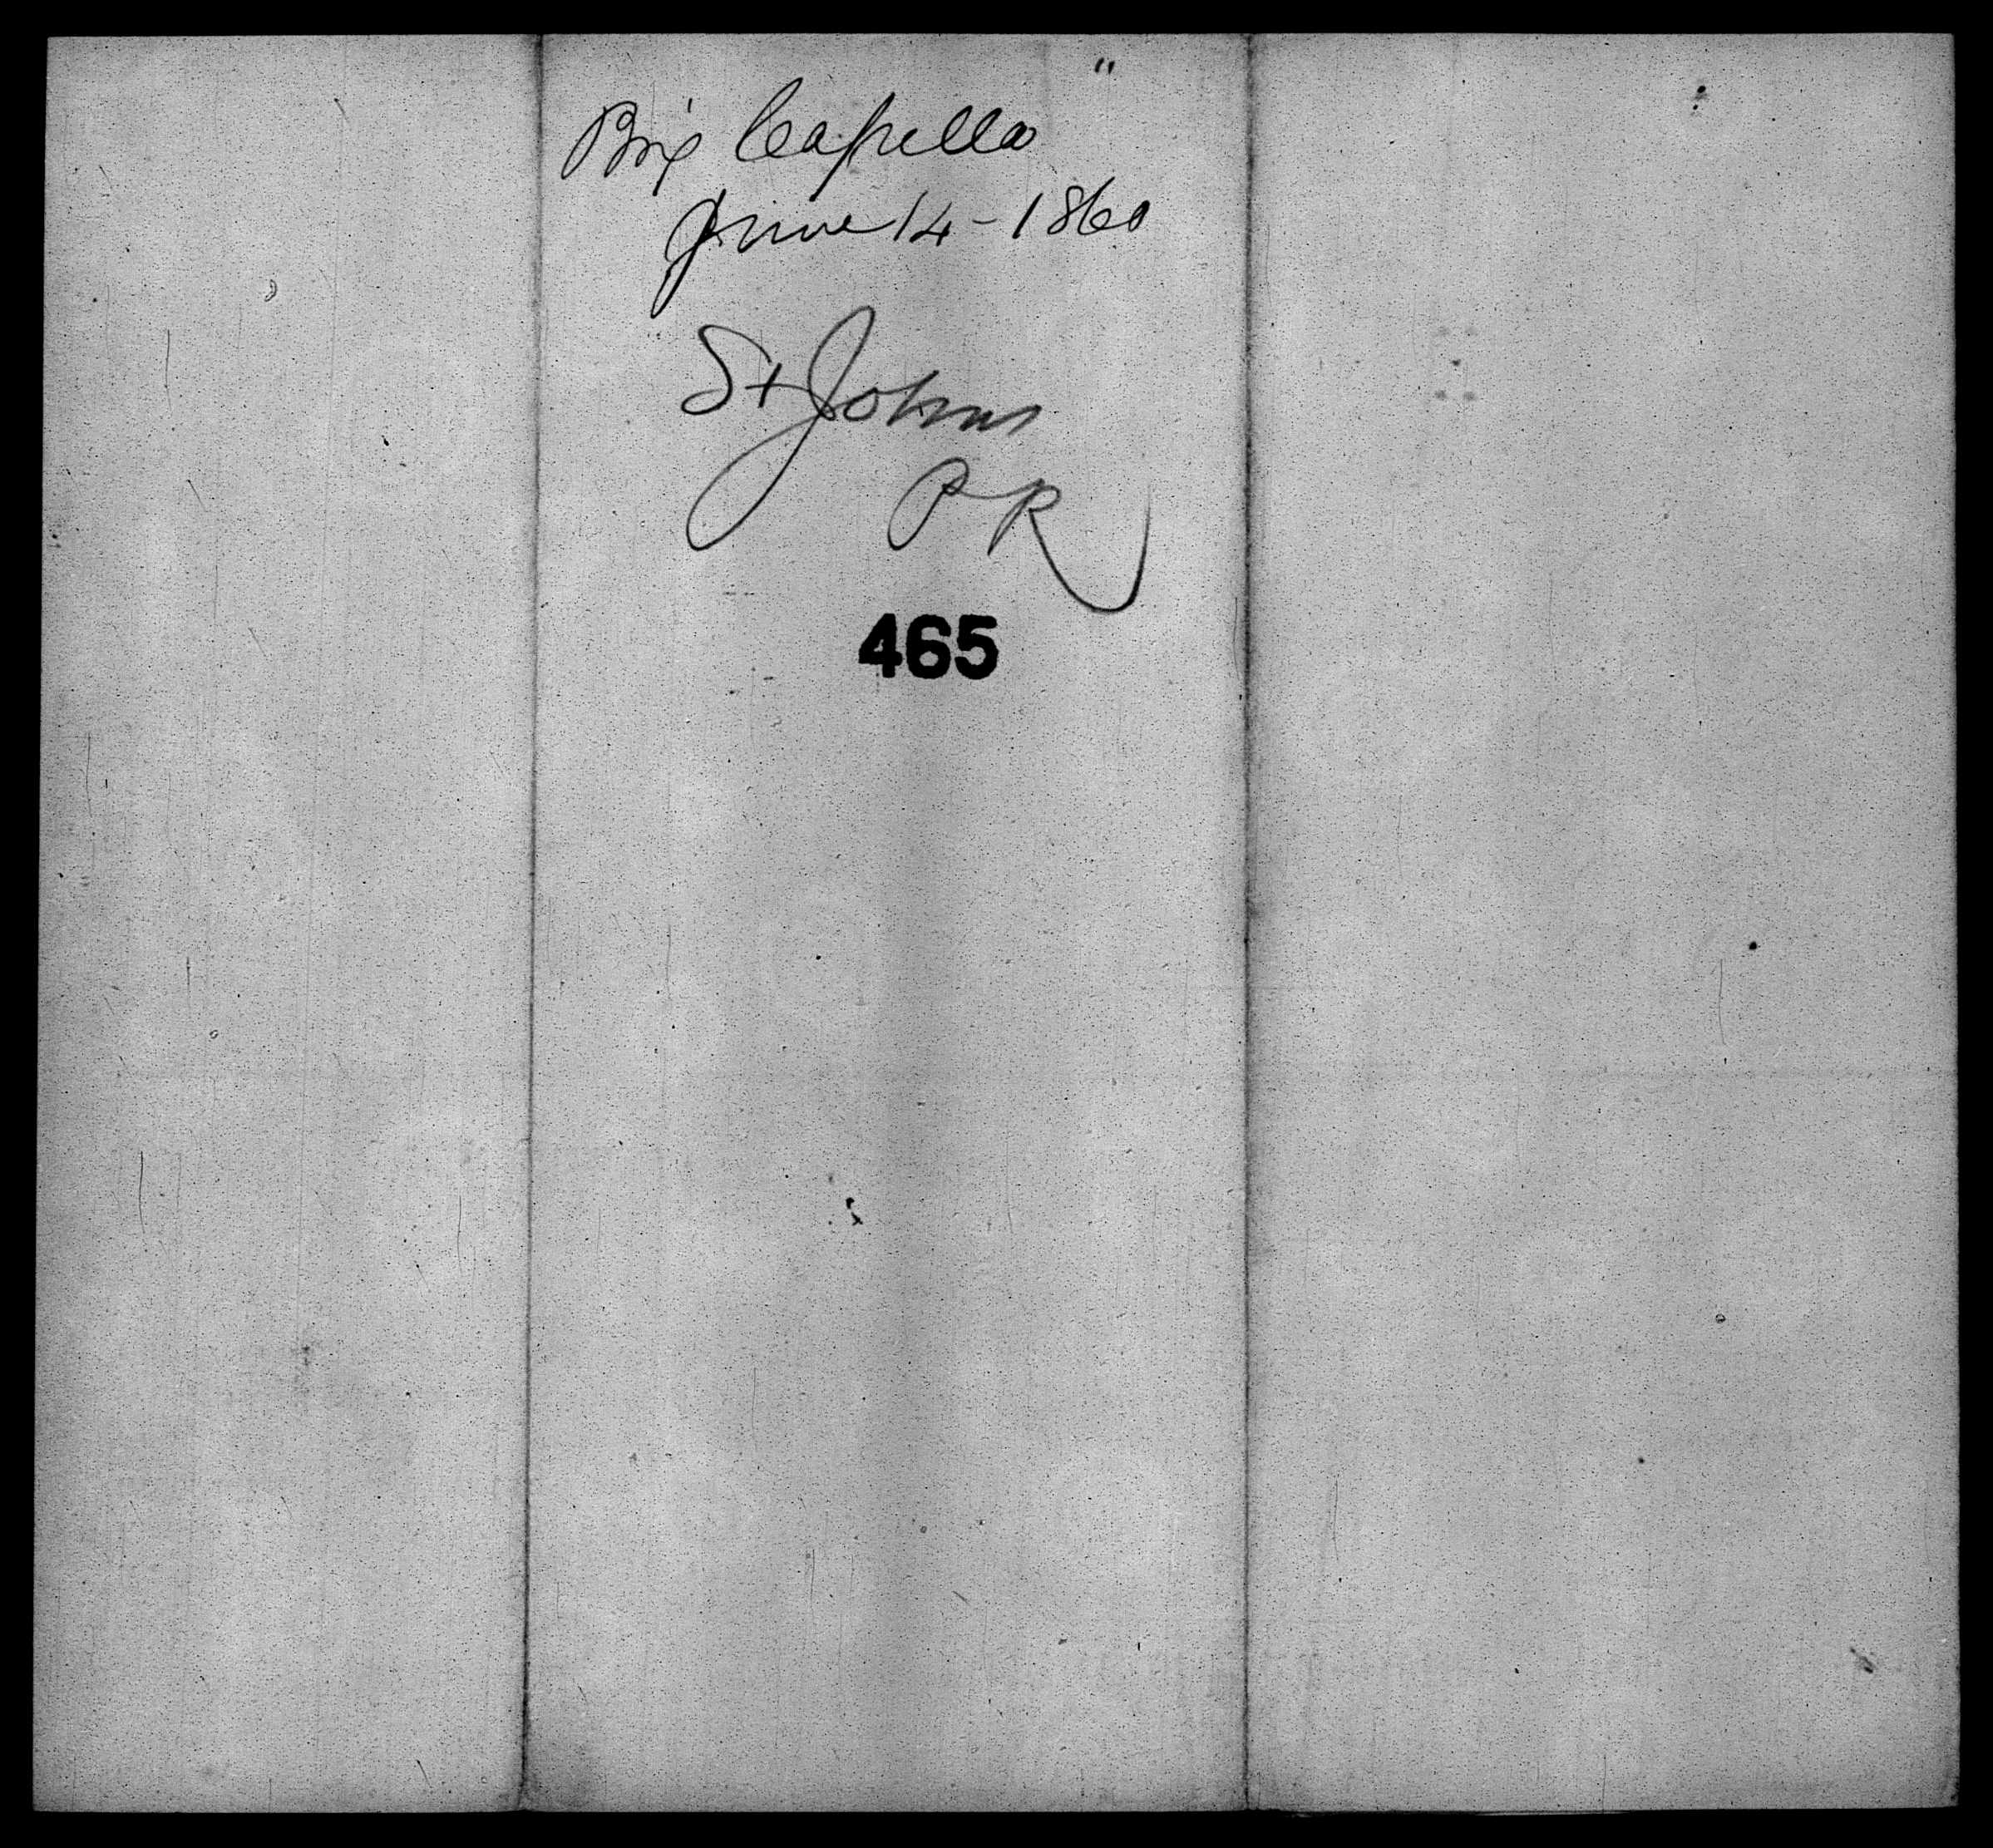 Brig Capella "
June 14 - 1860
St Johns
P R
465